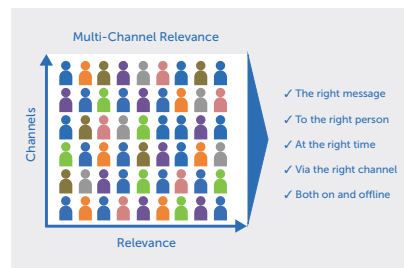 Multi-Channel Relevance
Channels
✓ The right message
✓ To the right person
✓ At the right time
✓ Via the right channel
✓ Both on and offline
Relevance